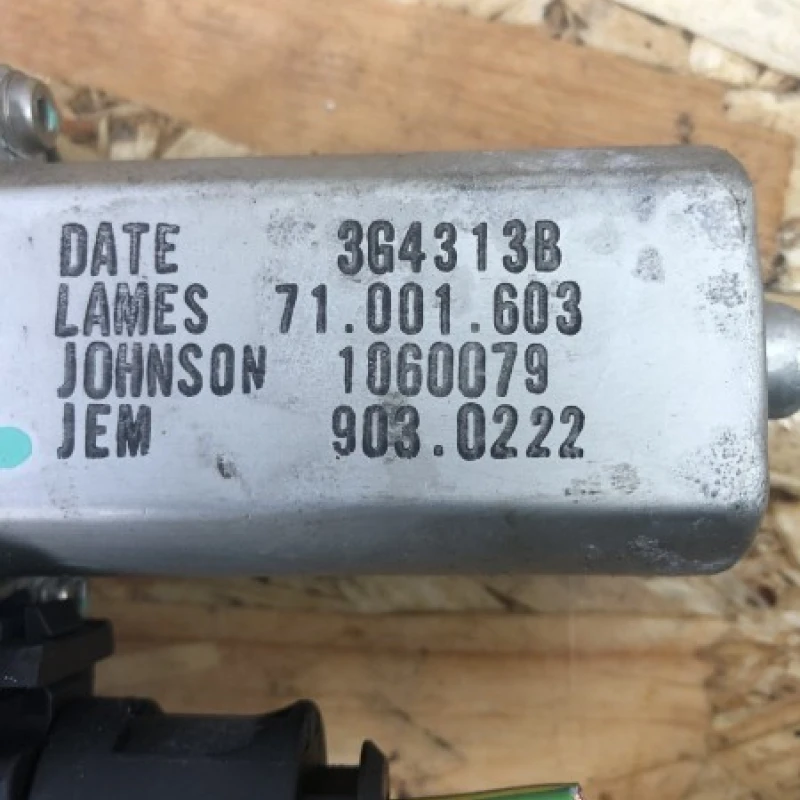 DATE 3G4313B
LAMES 71.001.603
JOHNSON 1060079
JEM 903.0222